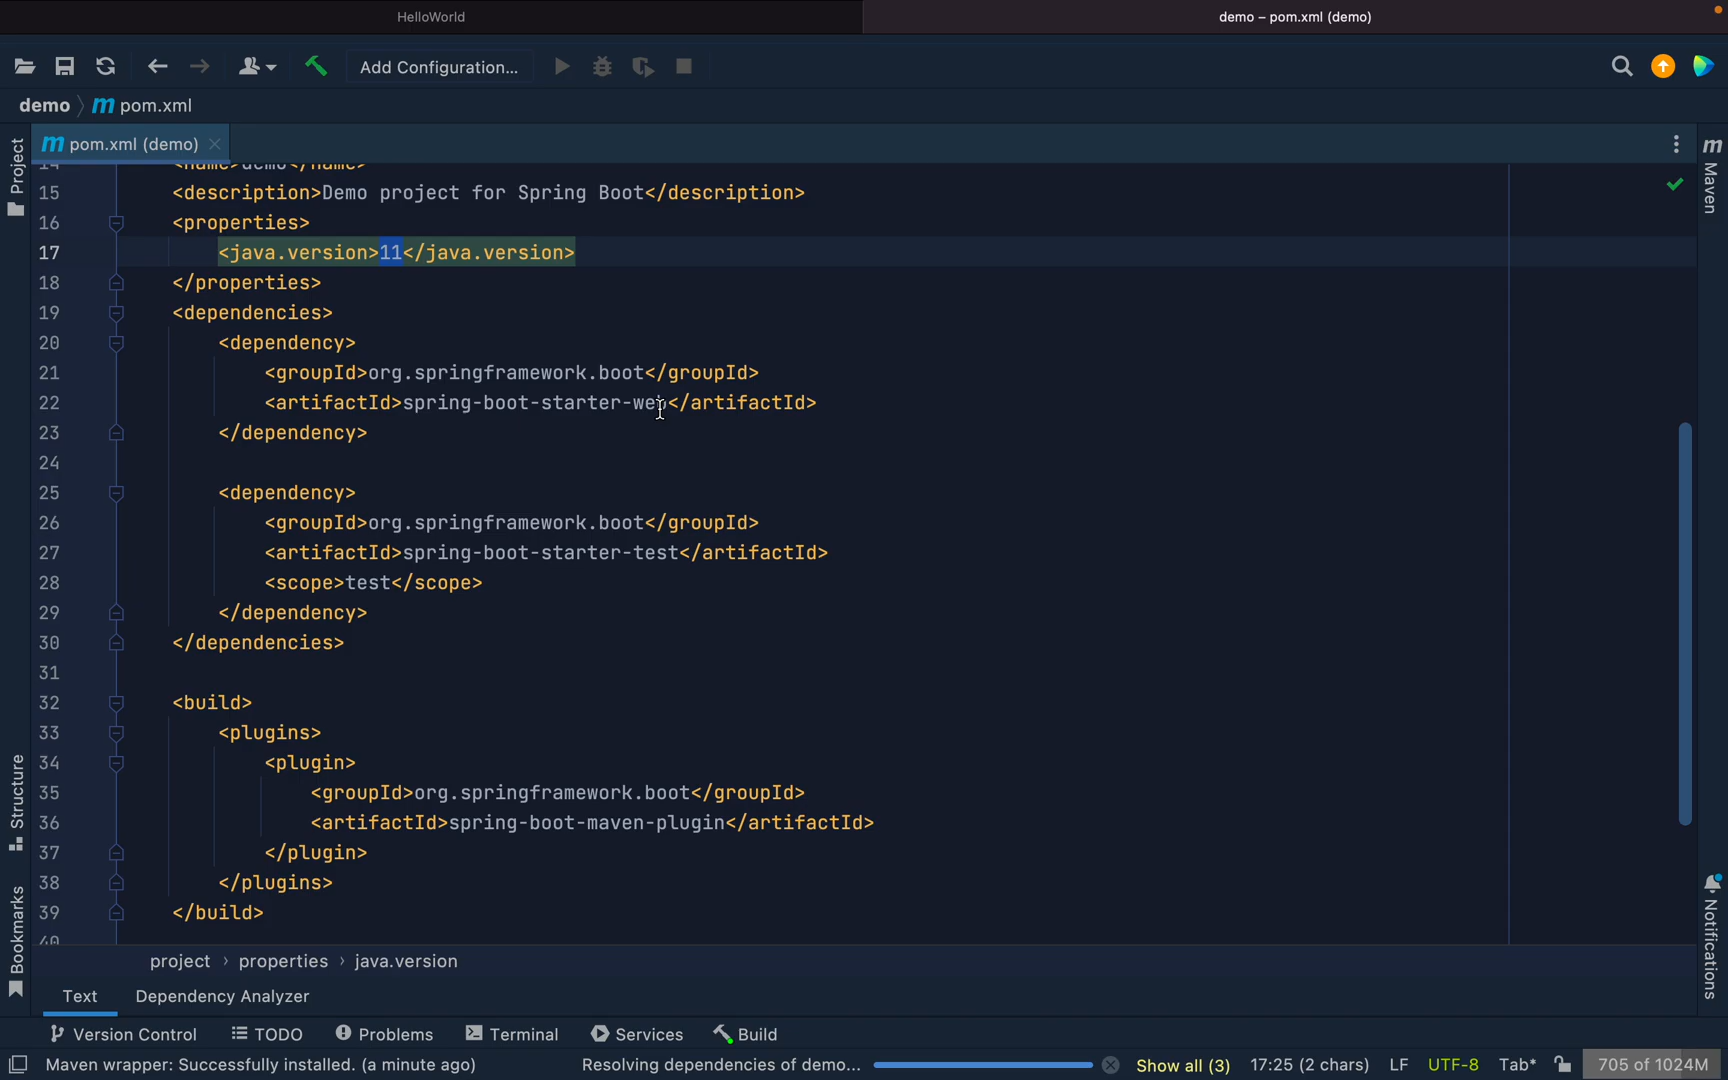 HelloWorld
demo – pom.xml (demo)
Add Configuration...
demo 〉 m pom.xml
m pom.xml (demo)
Project
m Maven
14 <name>demo</name>
15 <description>Demo project for Spring Boot</description>
16 <properties>
17 <java.version>11</java.version>
18 </properties>
19 <dependencies>
20 <dependency>
21 <groupId>org.springframework.boot</groupId>
22 <artifactId>spring-boot-starter-web</artifactId>
23 </dependency>
24
25 <dependency>
26 <groupId>org.springframework.boot</groupId>
27 <artifactId>spring-boot-starter-test</artifactId>
28 <scope>test</scope>
29 </dependency>
30 </dependencies>
31
32 <build>
33 <plugins>
34 <plugin>
35 <groupId>org.springframework.boot</groupId>
36 <artifactId>spring-boot-maven-plugin</artifactId>
37 </plugin>
38 </plugins>
39 </build>
40
Structure
Bookmarks
Notifications
project › properties › java.version
Text Dependency Analyzer
Version Control TODO Problems Terminal Services Build
Maven wrapper: Successfully installed. (a minute ago) Resolving dependencies of demo... Show all (3) 17:25 (2 chars) LF UTF-8 Tab* 705 of 1024M